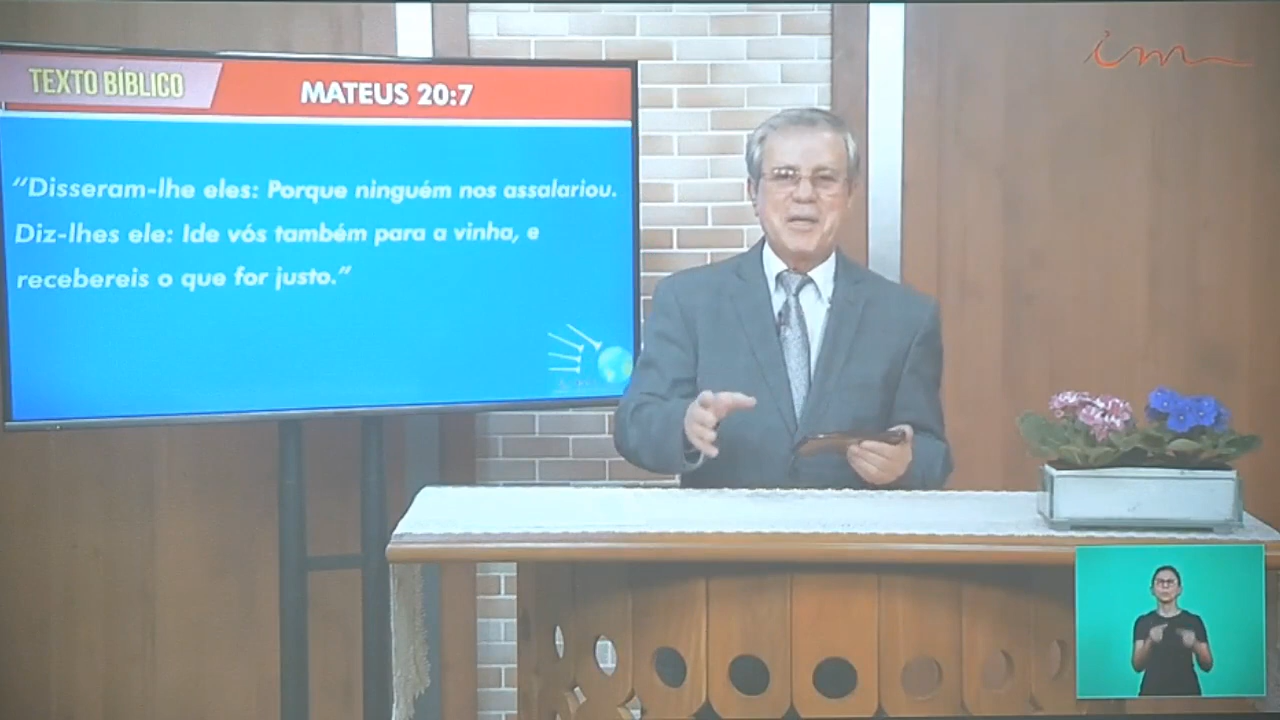 TEXTO BÍBLICO
MATEUS 20:7
“Disseram-lhe eles: Porque ninguém nos assalariou.
Diz-lhes ele: Ide vós também para a vinha, e
recebereis o que for justo.”
im